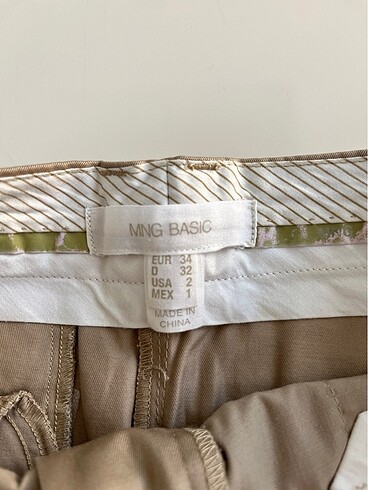 MNG BASIC
EUR 34
D 32
USA 2
MEX 1
MADE IN
CHINA